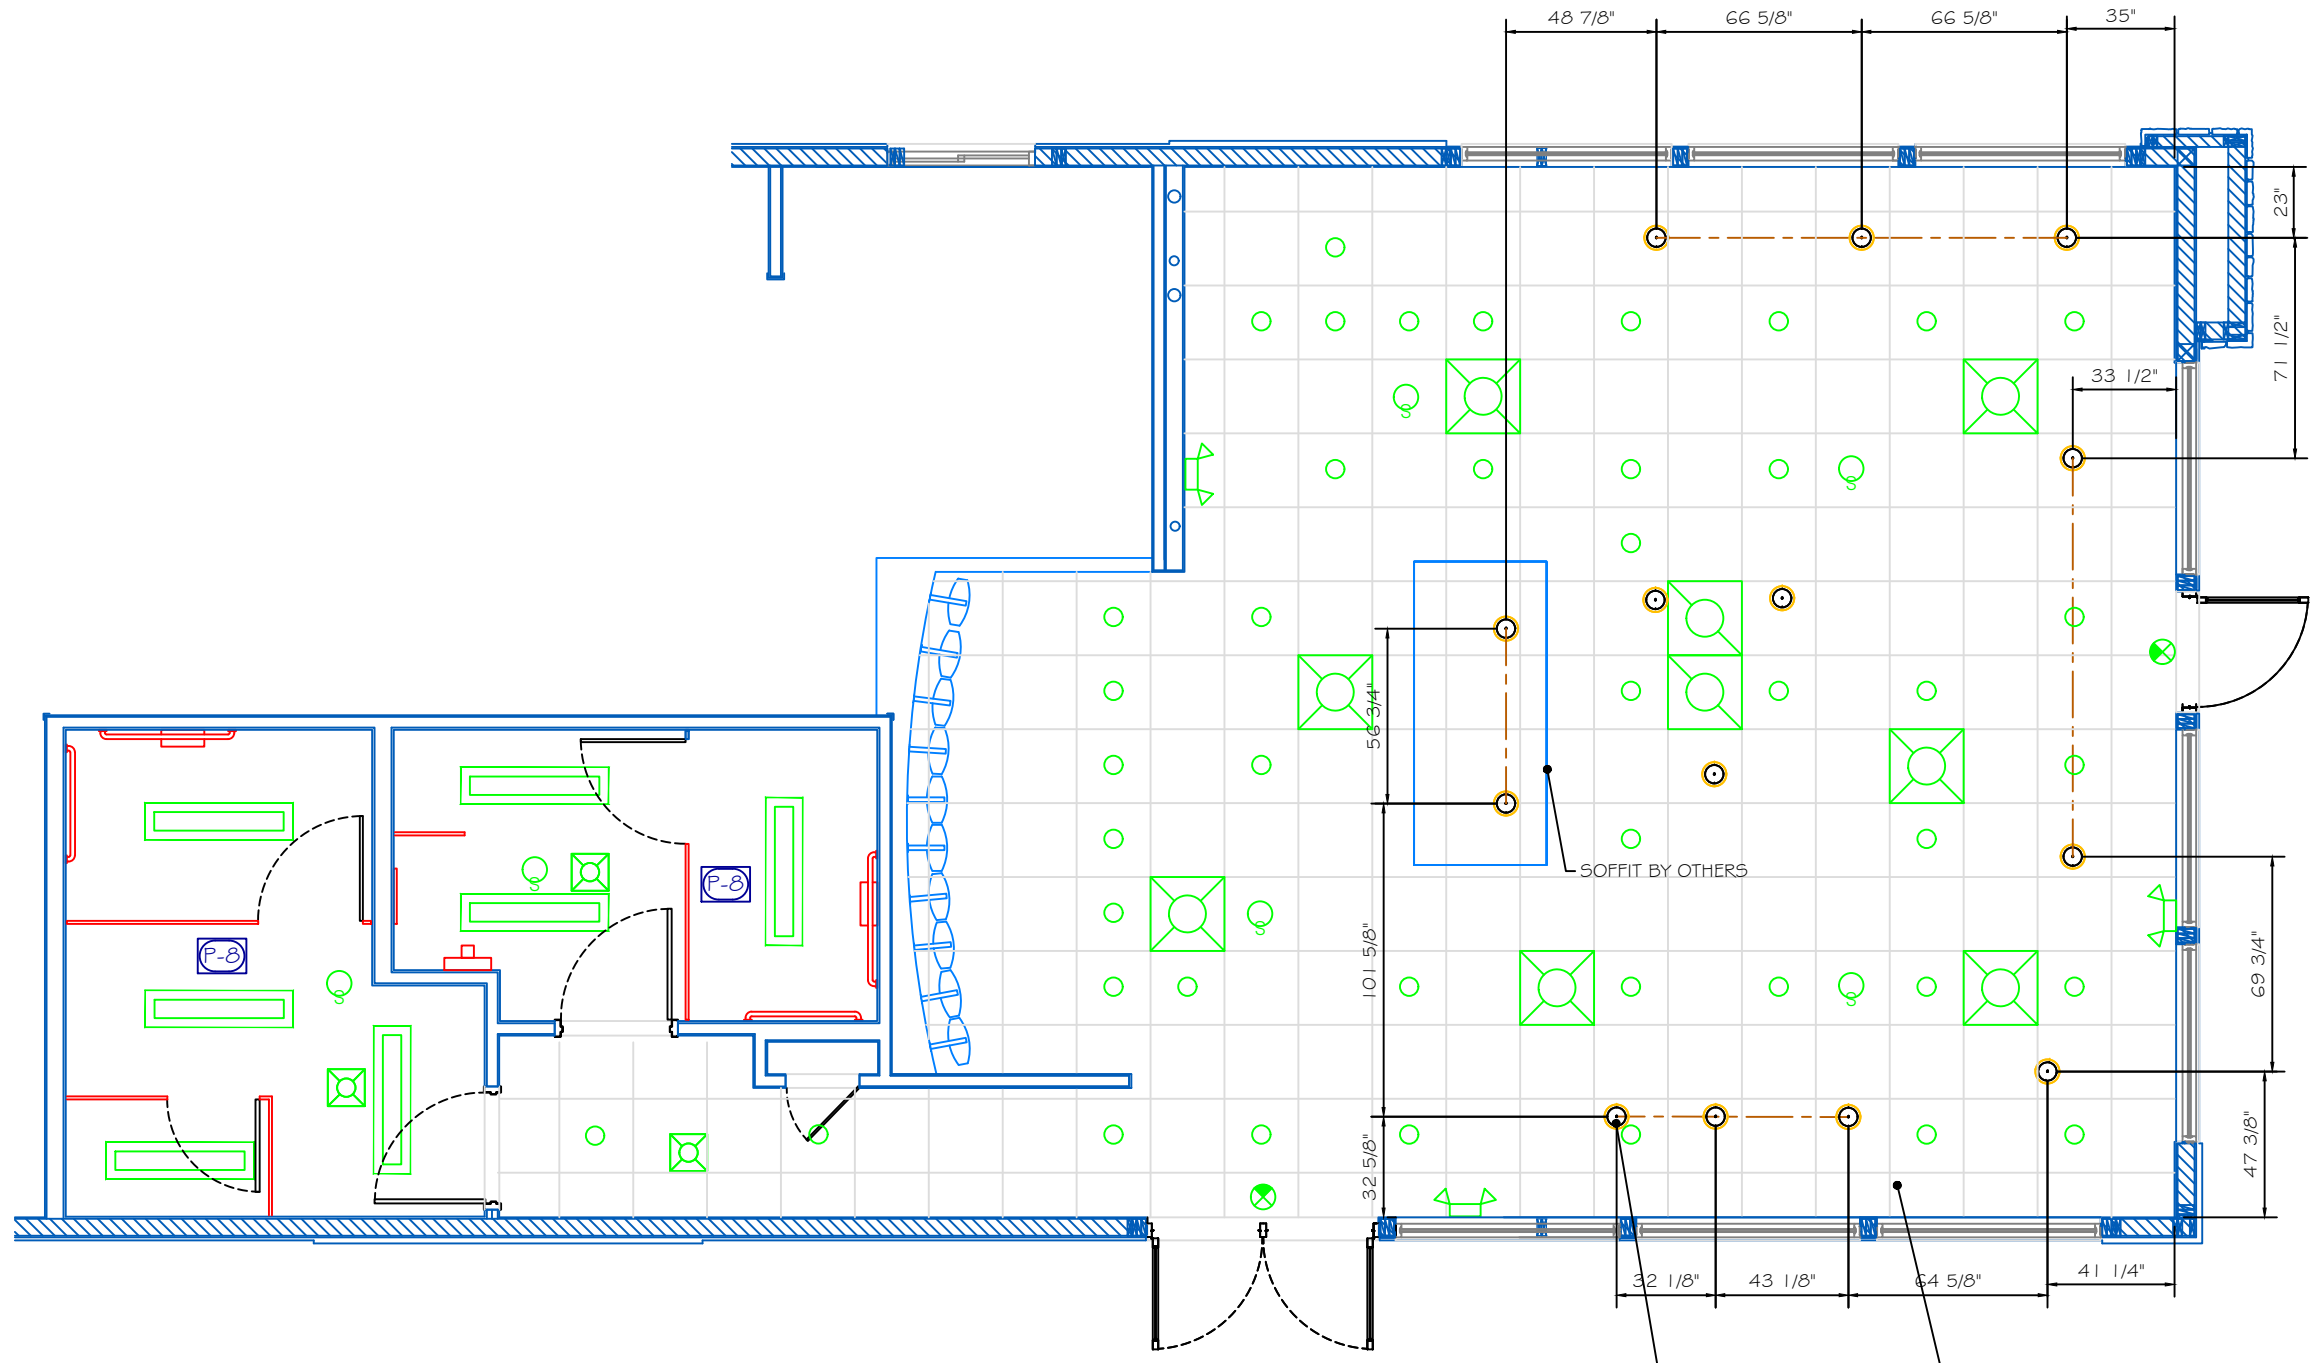 48 7/8"
66 5/8"
66 5/8"
35"
23"
71 1/2"
33 1/2"
S
S
56 3/4"
SOFFIT BY OTHERS
P-8
S
P-8
S
S
S
101 5/8"
69 3/4"
32 5/8"
47 3/8"
32 1/8"
43 1/8"
64 5/8"
41 1/4"